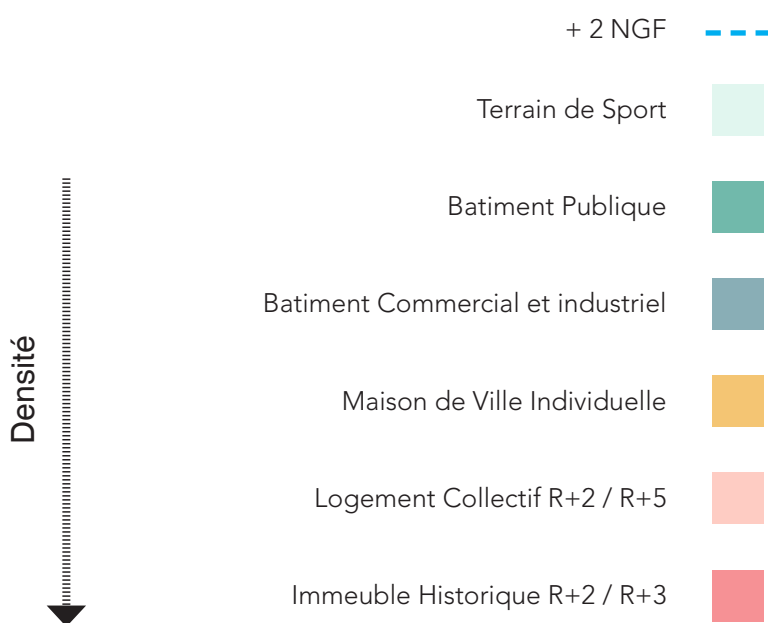 + 2 NGF
Terrain de Sport
Batiment Publique
Batiment Commercial et industriel
Densité
Maison de Ville Individuelle
Logement Collectif R+2 / R+5
Immeuble Historique R+2 / R+3